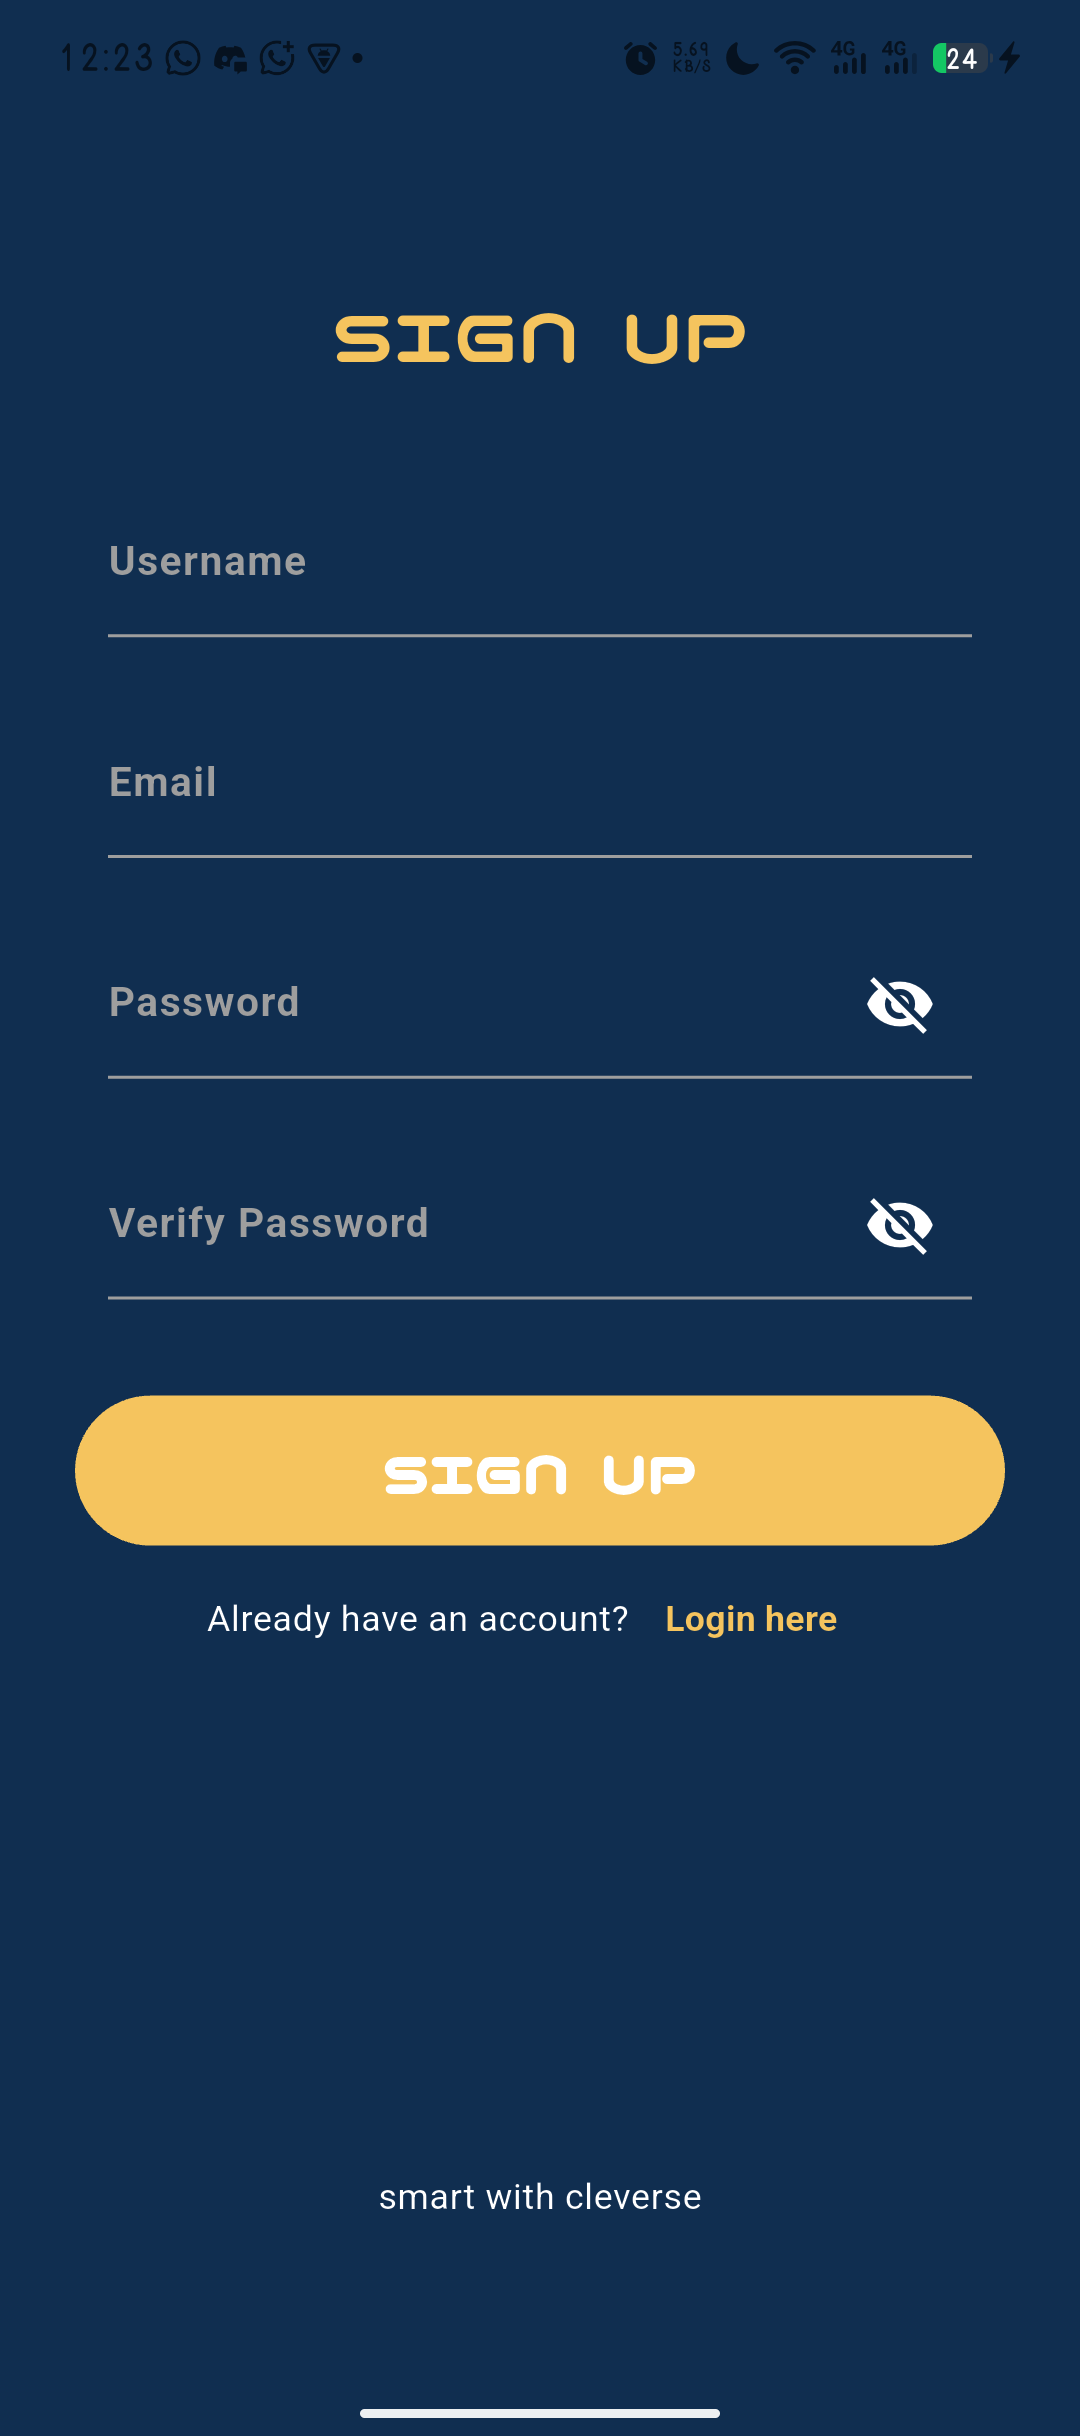 12:23 5.69 KB/S 4G 4G 24
SIGN UP
Username
Email
Password
Verify Password
SIGN UP
Already have an account? Login here
smart with cleverse